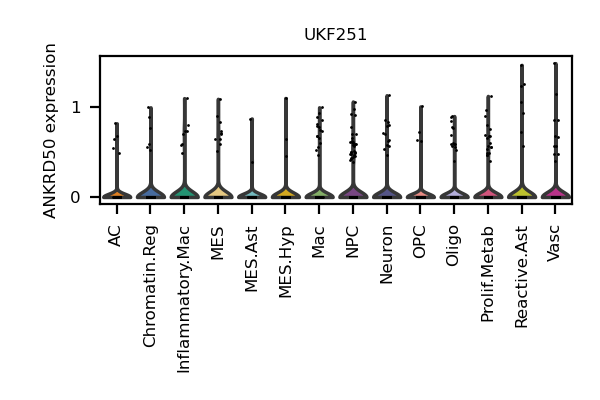 UKF251
ANKRD50 expression
1
0
AC
Chromatin.Reg
Inflammatory.Mac
MES
MES.Ast
MES.Hyp
Mac
NPC
Neuron
OPC
Oligo
Prolif.Metab
Reactive.Ast
Vasc